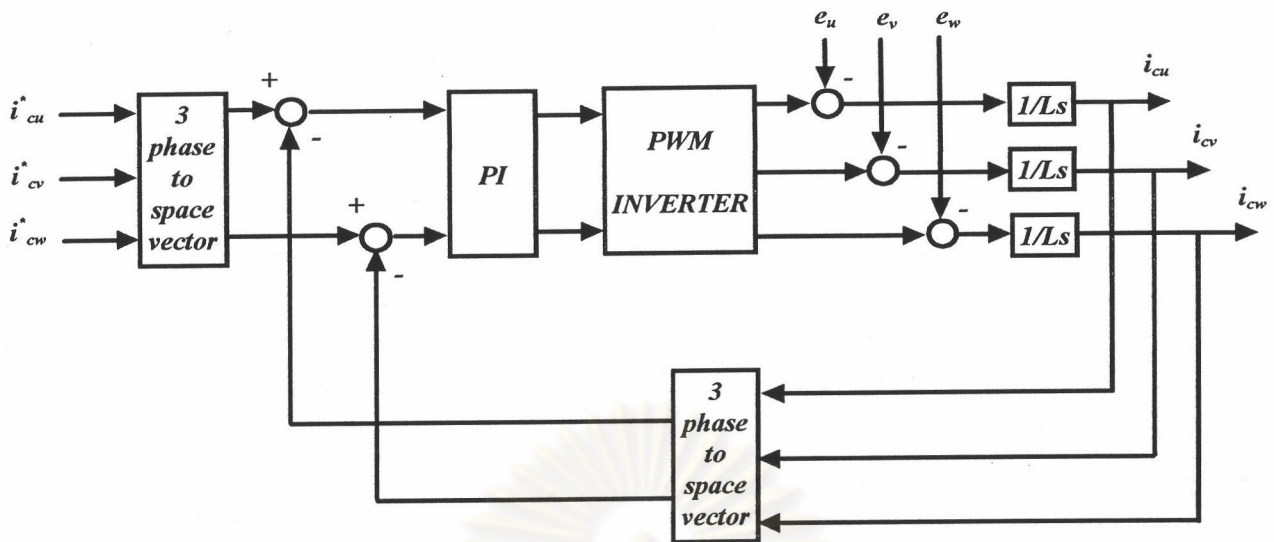 e_u e_v e_w
i_cu
i_cv
i_cw
i*_cu
i*_cv
i*_cw
3
phase
to
space
vector
+
-
+
-
PI
PWM
INVERTER
-
-
-
1/Ls
1/Ls
1/Ls
3
phase
to
space
vector